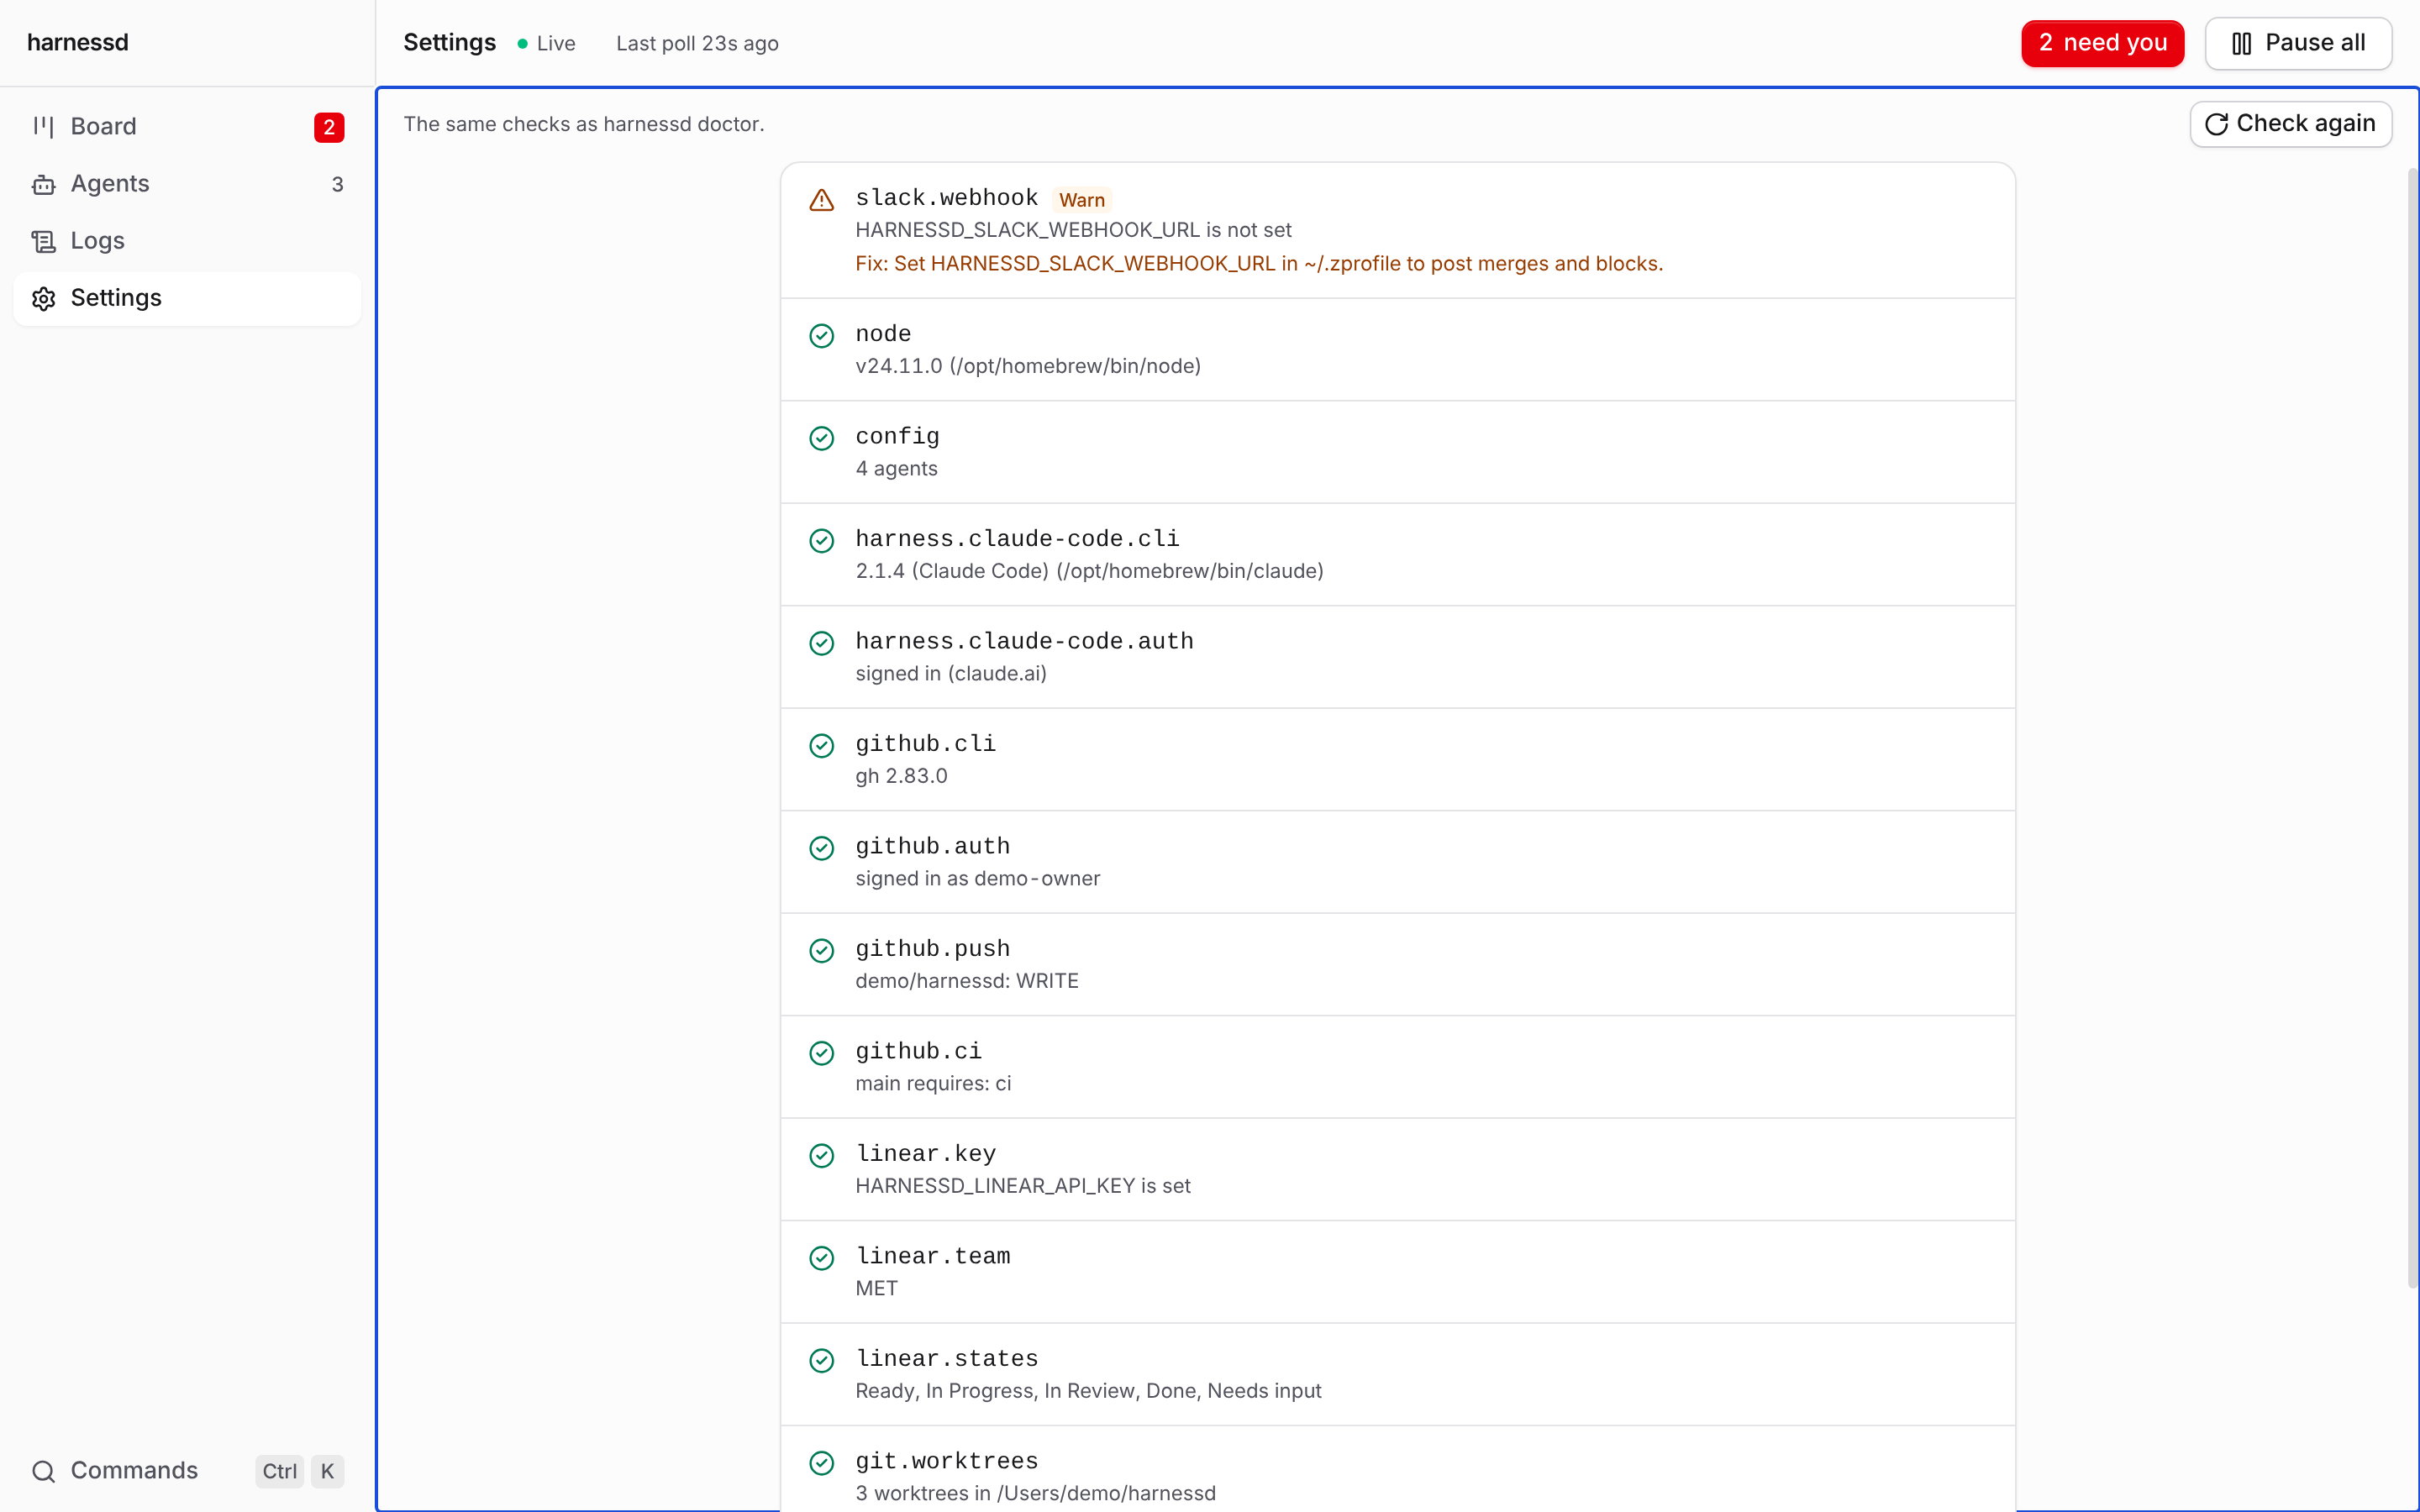 harnessd
Settings
Live
Last poll 23s ago
2 need you
Pause all
Board
2
Agents
3
Logs
Settings
Commands
Ctrl K
The same checks as harnessd doctor.
Check again
slack.webhook Warn
HARNESSD_SLACK_WEBHOOK_URL is not set
Fix: Set HARNESSD_SLACK_WEBHOOK_URL in ~/.zprofile to post merges and blocks.
node
v24.11.0 (/opt/homebrew/bin/node)
config
4 agents
harness.claude-code.cli
2.1.4 (Claude Code) (/opt/homebrew/bin/claude)
harness.claude-code.auth
signed in (claude.ai)
github.cli
gh 2.83.0
github.auth
signed in as demo-owner
github.push
demo/harnessd: WRITE
github.ci
main requires: ci
linear.key
HARNESSD_LINEAR_API_KEY is set
linear.team
MET
linear.states
Ready, In Progress, In Review, Done, Needs input
git.worktrees
3 worktrees in /Users/demo/harnessd